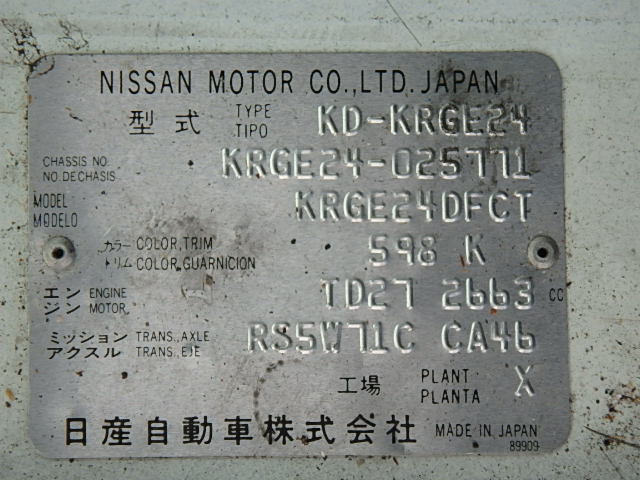 NISSAN MOTOR CO.,LTD. JAPAN
型式 TYPE TIPO KD-KRGE24
CHASSIS NO. NO.DE CHASIS KRGE24-025771
MODEL MODELO KRGE24DFCT
カラー COLOR,TRIM 598 K
トリム COLOR,GUARNICION
エン ENGINE TD27 2663 CC
ジン MOTOR
ミッション TRANS.,AXLE RS5W71C CA46
アクスル TRANS.,EJE
工場 PLANT PLANTA X
日産自動車株式会社 MADE IN JAPAN
89909